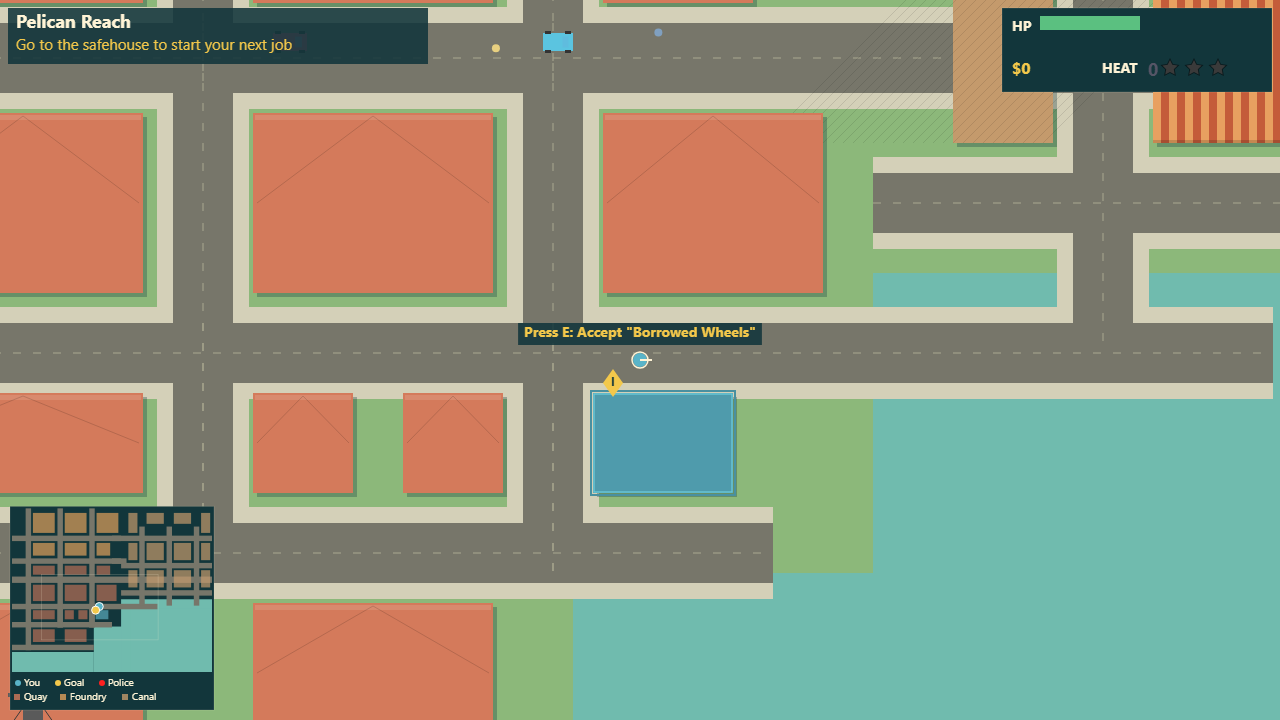 Pelican Reach
Go to the safehouse to start your next job
HP
$0
HEAT 0
Press E: Accept "Borrowed Wheels"
!
You Goal Police
Quay Foundry Canal